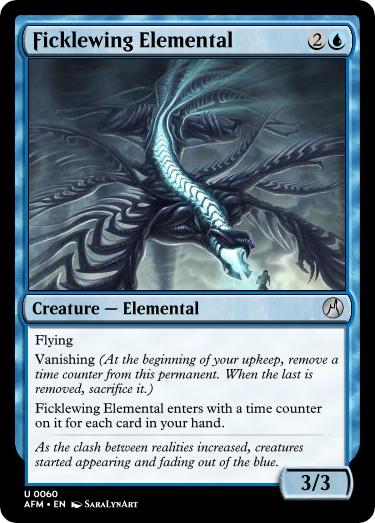 Ficklewing Elemental 2
Creature — Elemental
Flying
Vanishing (At the beginning of your upkeep, remove a
time counter from this permanent. When the last is
removed, sacrifice it.)
Ficklewing Elemental enters with a time counter
on it for each card in your hand.
As the clash between realities increased, creatures
started appearing and fading out of the blue.
3/3
U 0060
AFM • EN SaraLynArt